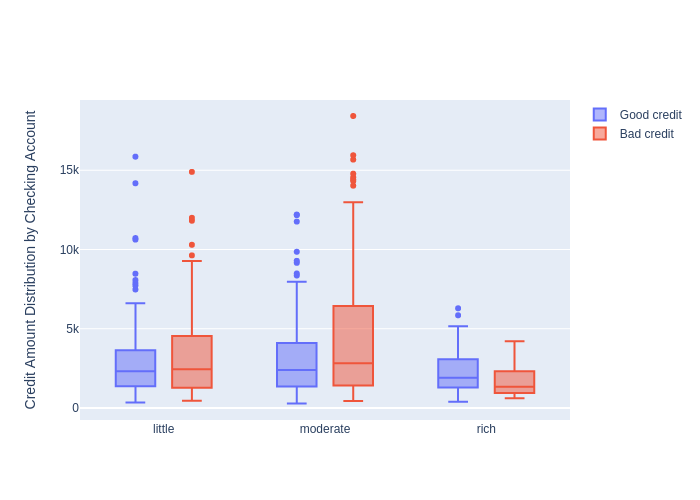 Credit Amount Distribution by Checking Account
15k
10k
5k
0
little
moderate
rich
Good credit
Bad credit